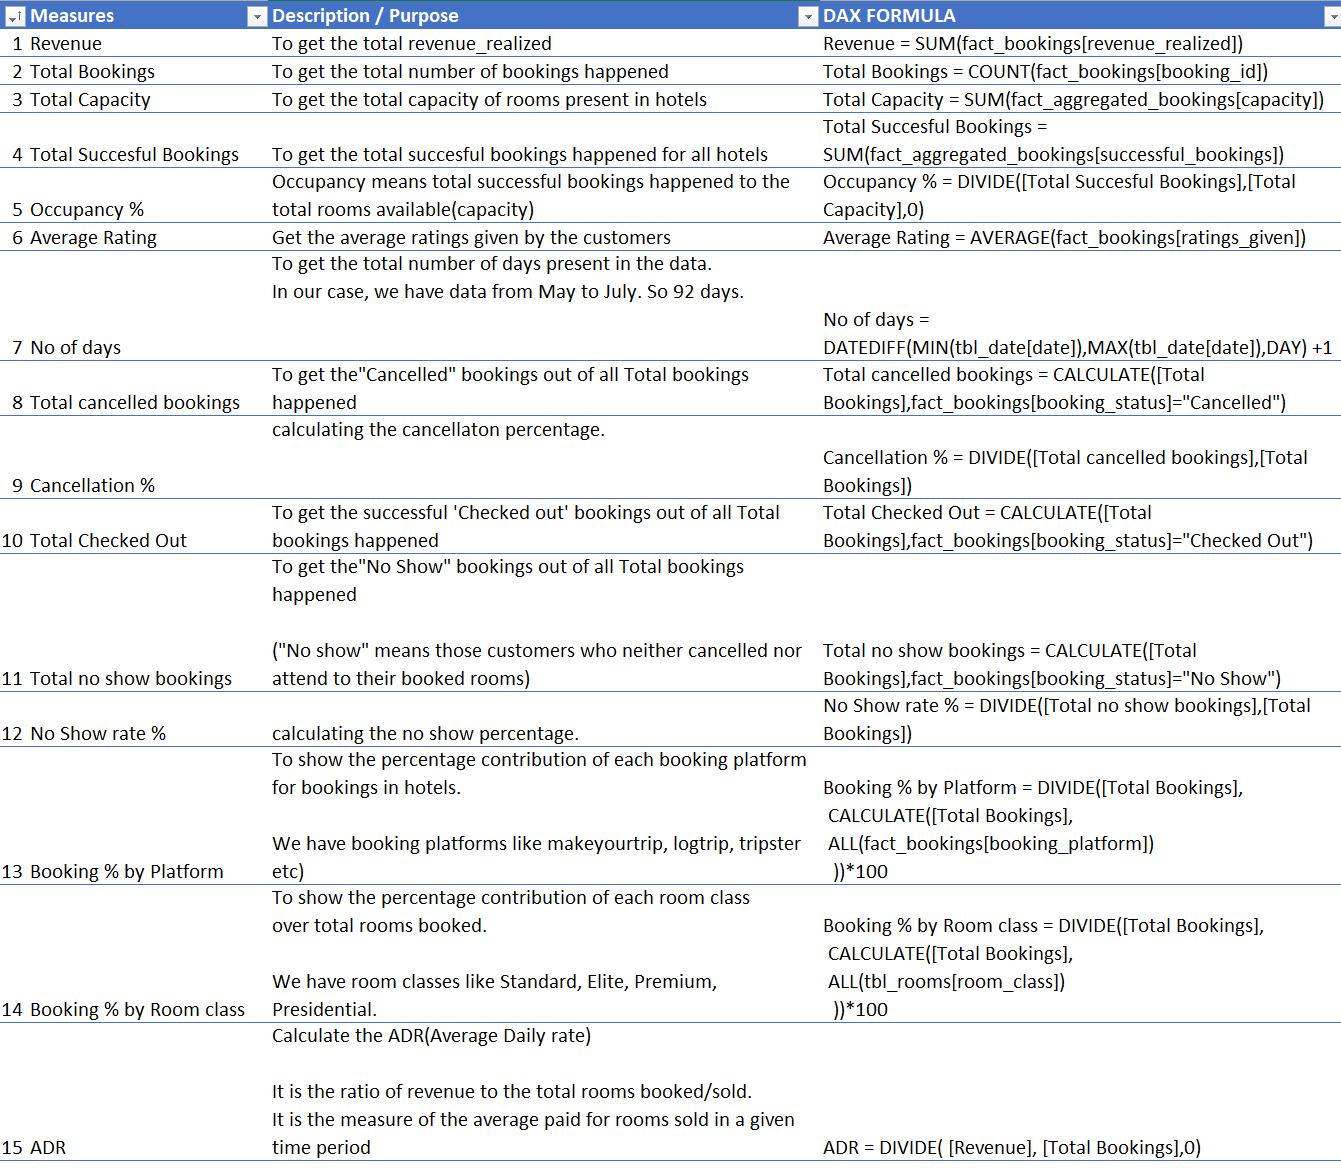 Measures Description / Purpose DAX FORMULA
1 Revenue To get the total revenue_realized Revenue = SUM(fact_bookings[revenue_realized])
2 Total Bookings To get the total number of bookings happened Total Bookings = COUNT(fact_bookings[booking_id])
3 Total Capacity To get the total capacity of rooms present in hotels Total Capacity = SUM(fact_aggregated_bookings[capacity])
Total Succesful Bookings =
4 Total Succesful Bookings To get the total succesful bookings happened for all hotels SUM(fact_aggregated_bookings[successful_bookings])
Occupancy means total successful bookings happened to the Occupancy % = DIVIDE([Total Succesful Bookings],[Total
5 Occupancy % total rooms available(capacity) Capacity],0)
6 Average Rating Get the average ratings given by the customers Average Rating = AVERAGE(fact_bookings[ratings_given])
To get the total number of days present in the data.
In our case, we have data from May to July. So 92 days.
No of days =
7 No of days DATEDIFF(MIN(tbl_date[date]),MAX(tbl_date[date]),DAY) +1
To get the"Cancelled" bookings out of all Total bookings Total cancelled bookings = CALCULATE([Total
8 Total cancelled bookings happened Bookings],fact_bookings[booking_status]="Cancelled")
calculating the cancellaton percentage.
Cancellation % = DIVIDE([Total cancelled bookings],[Total
9 Cancellation % Bookings])
To get the successful 'Checked out' bookings out of all Total Total Checked Out = CALCULATE([Total
10 Total Checked Out bookings happened Bookings],fact_bookings[booking_status]="Checked Out")
To get the"No Show" bookings out of all Total bookings
happened
("No show" means those customers who neither cancelled nor Total no show bookings = CALCULATE([Total
11 Total no show bookings attend to their booked rooms) Bookings],fact_bookings[booking_status]="No Show")
No Show rate % = DIVIDE([Total no show bookings],[Total
12 No Show rate % calculating the no show percentage. Bookings])
To show the percentage contribution of each booking platform
for bookings in hotels. Booking % by Platform = DIVIDE([Total Bookings],
CALCULATE([Total Bookings],
We have booking platforms like makeyourtrip, logtrip, tripster ALL(fact_bookings[booking_platform])
13 Booking % by Platform etc) ))*100
To show the percentage contribution of each room class
over total rooms booked. Booking % by Room class = DIVIDE([Total Bookings],
CALCULATE([Total Bookings],
We have room classes like Standard, Elite, Premium, ALL(tbl_rooms[room_class])
14 Booking % by Room class Presidential. ))*100
Calculate the ADR(Average Daily rate)
It is the ratio of revenue to the total rooms booked/sold.
It is the measure of the average paid for rooms sold in a given
15 ADR time period ADR = DIVIDE( [Revenue], [Total Bookings],0)